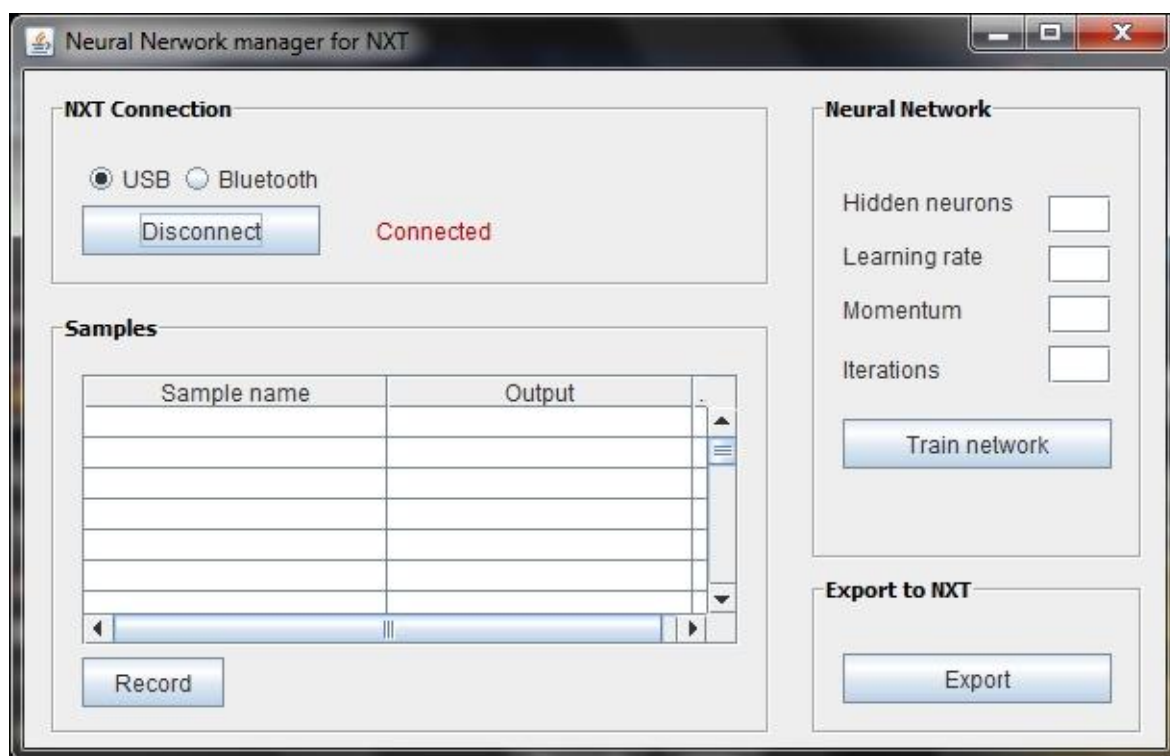 Neural Nerwork manager for NXT
NXT Connection
USB Bluetooth
Disconnect Connected
Samples
Sample name Output .
Record
Neural Network
Hidden neurons
Learning rate
Momentum
Iterations
Train network
Export to NXT
Export